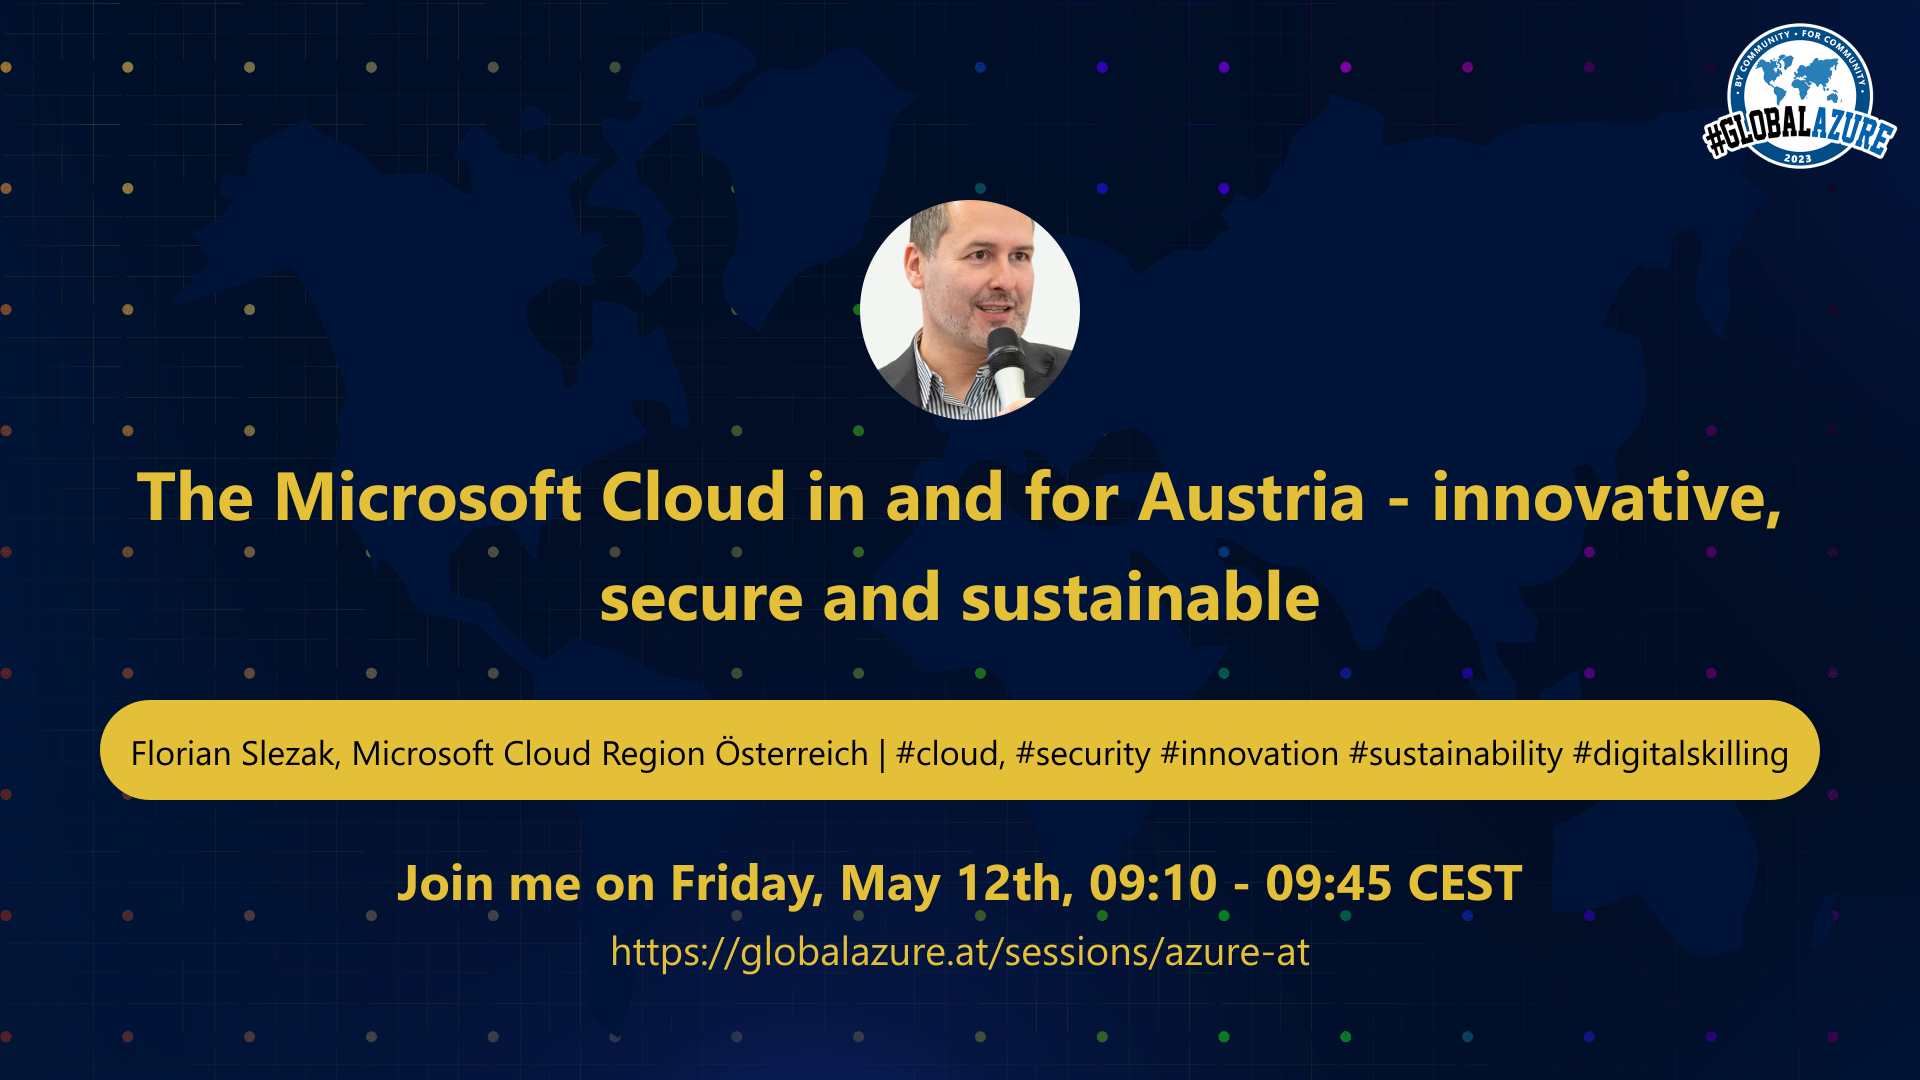 • BY COMMUNITY • FOR COMMUNITY •
#GLOBALAZURE
2023
The Microsoft Cloud in and for Austria - innovative,
secure and sustainable
Florian Slezak, Microsoft Cloud Region Österreich | #cloud, #security #innovation #sustainability #digitalskilling
Join me on Friday, May 12th, 09:10 - 09:45 CEST
https://globalazure.at/sessions/azure-at